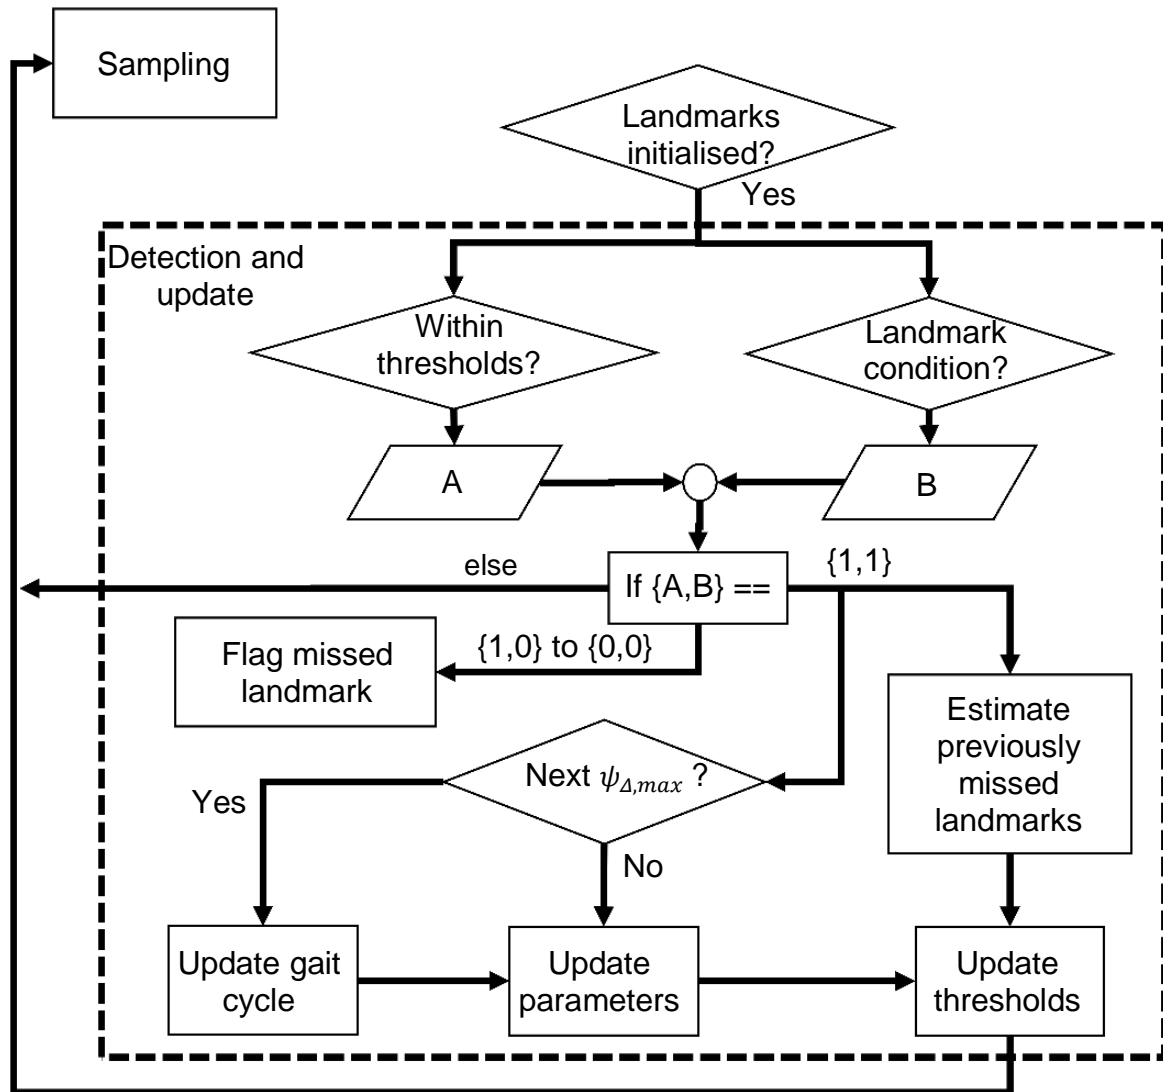 Sampling
Landmarks
initialised?
Yes
Detection and
update
Within
thresholds?
Landmark
condition?
A
B
else
If {A,B} ==
{1,1}
Flag missed
landmark
{1,0} to {0,0}
Estimate
previously
missed
landmarks
Next ψΔ,max ?
Yes
No
Update gait
cycle
Update
parameters
Update
thresholds